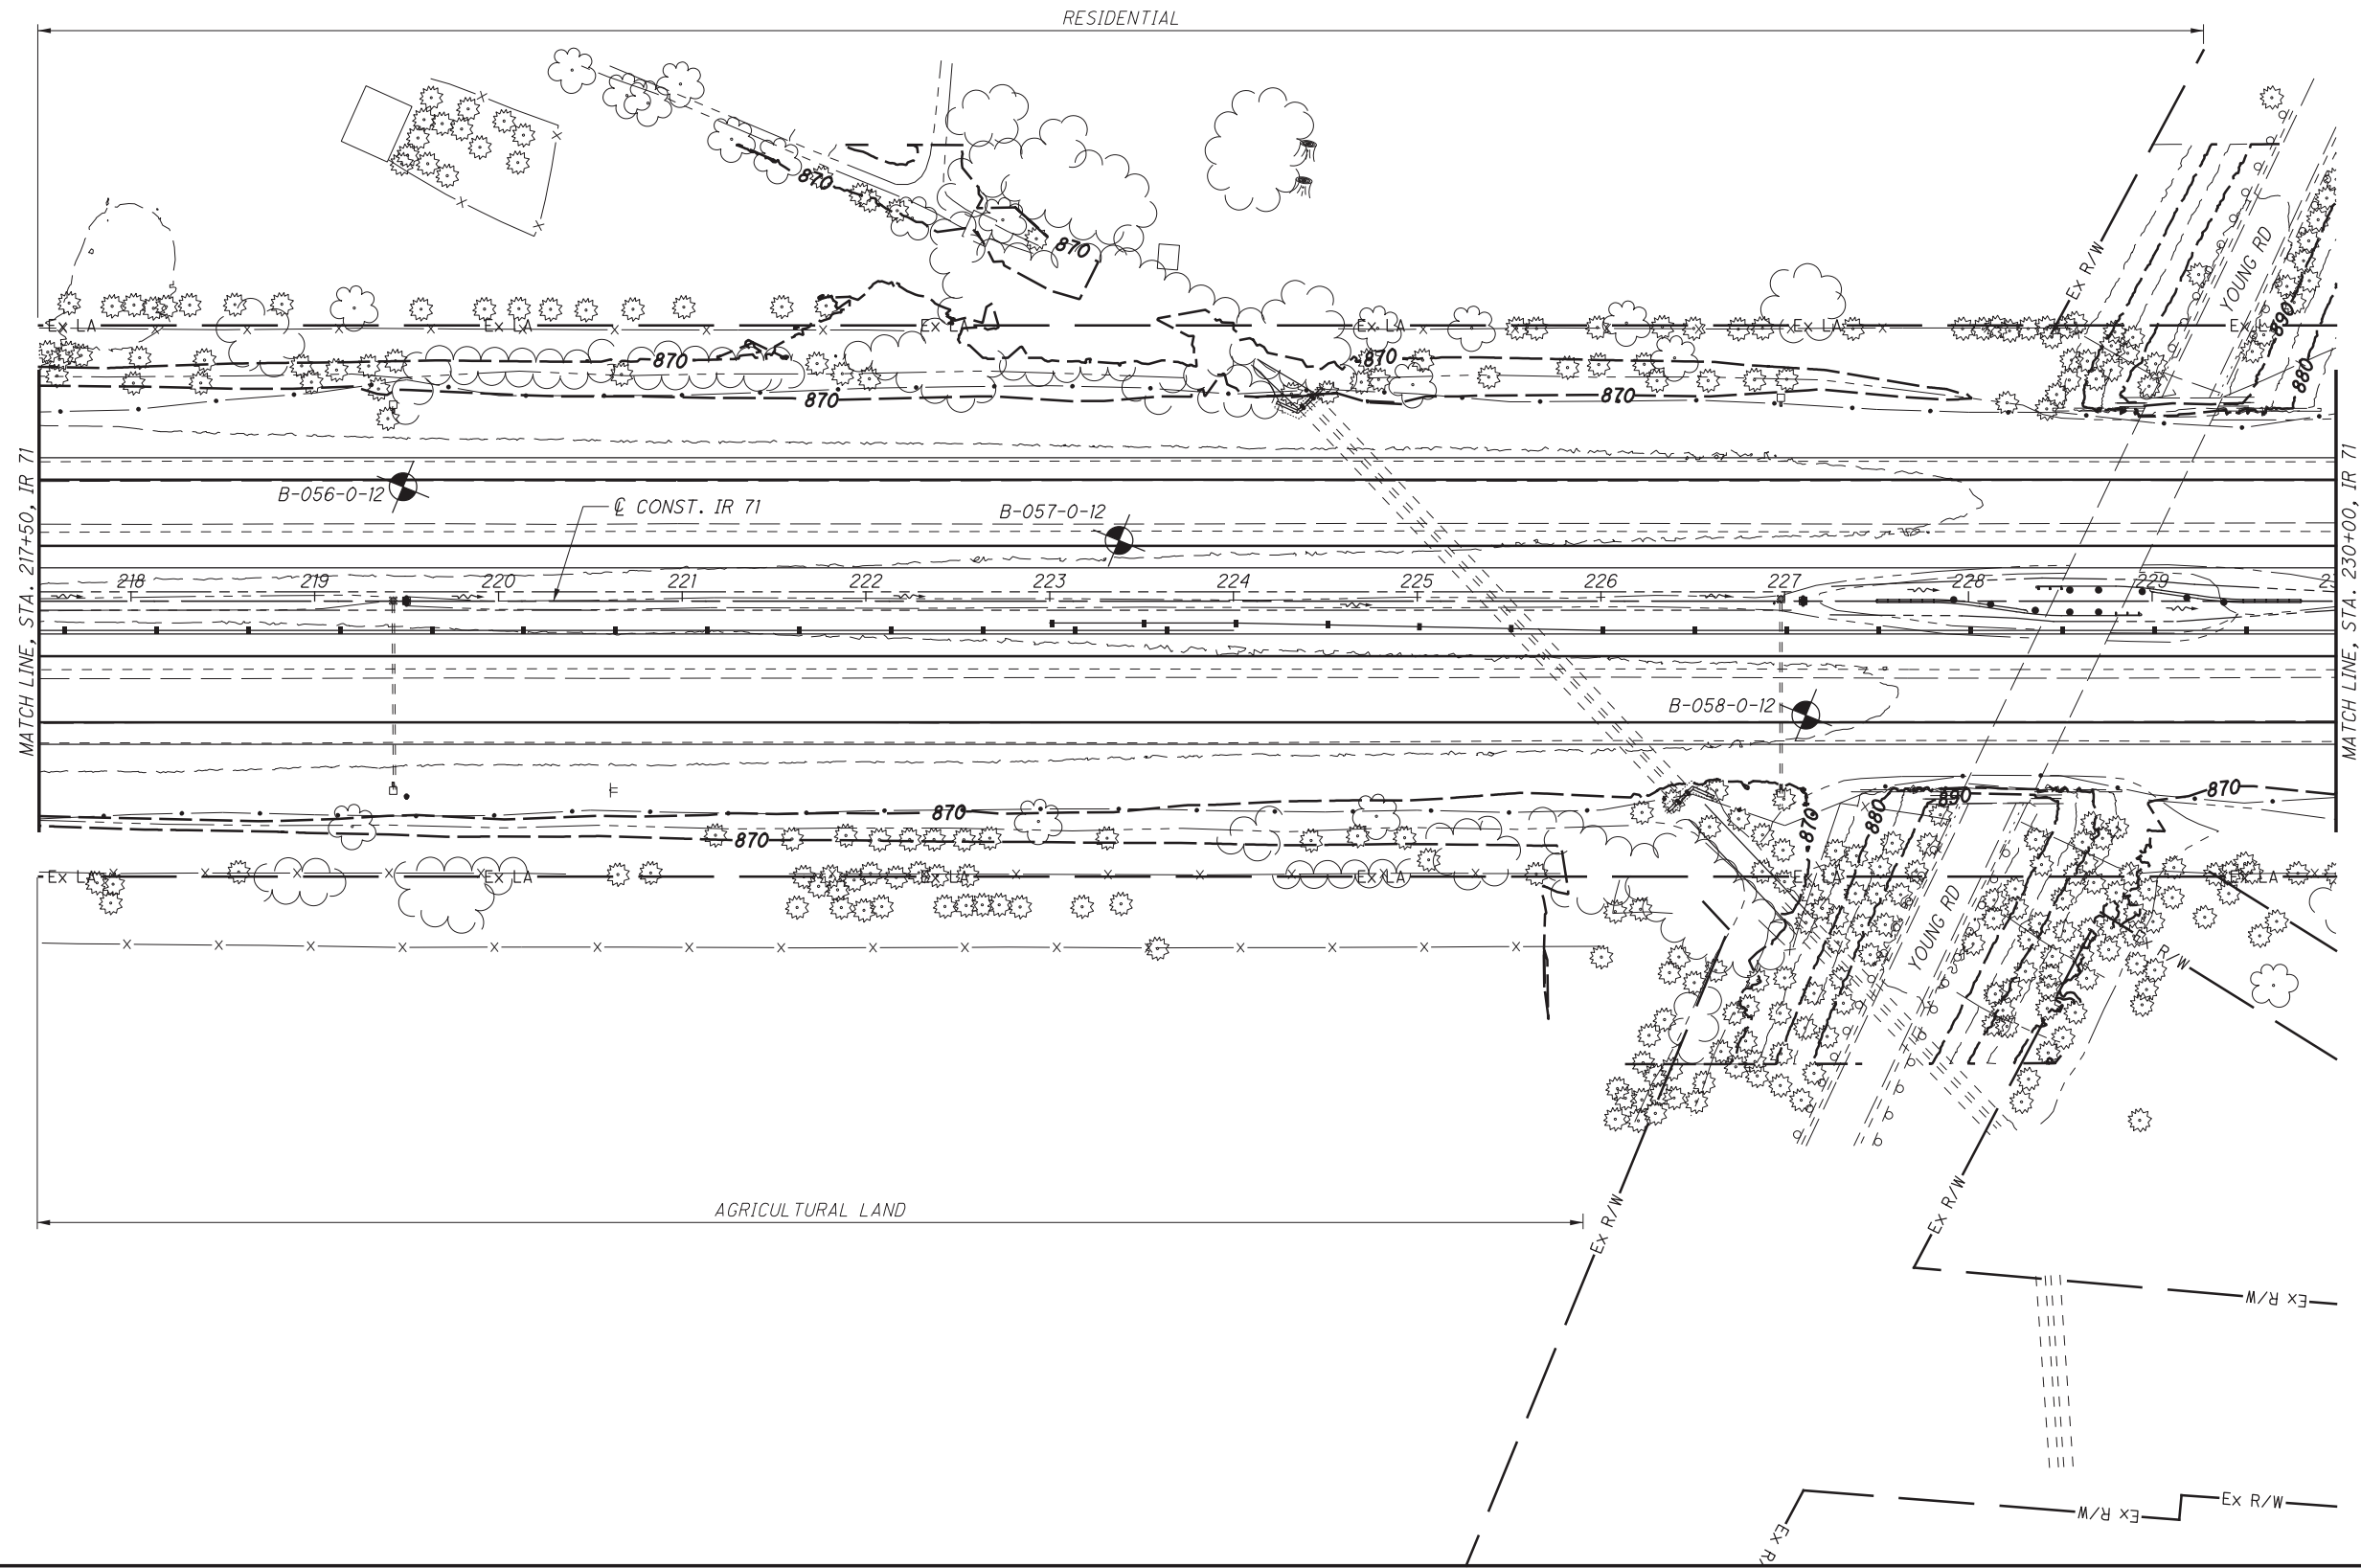 RESIDENTIAL
870
870
Ex R/W
YOUNG RD
890
Ex LA
Ex LA
Ex LA
Ex LA
Ex LA
870
870
880
870
870
MATCH LINE, STA. 217+50, IR 71
MATCH LINE, STA. 230+00, IR 71
B-056-0-12
℄ CONST. IR 71
B-057-0-12
218
219
220
221
222
223
224
225
226
227
228
229
23
B-058-0-12
870
890
870
870
880
870
Ex LA
Ex LA
Ex LA
Ex LA
Ex LA
Ex LA
YOUNG RD
Ex R/W
AGRICULTURAL LAND
Ex R/W
Ex R/W
Ex R/W
Ex R/W
Ex R/W
Ex R/